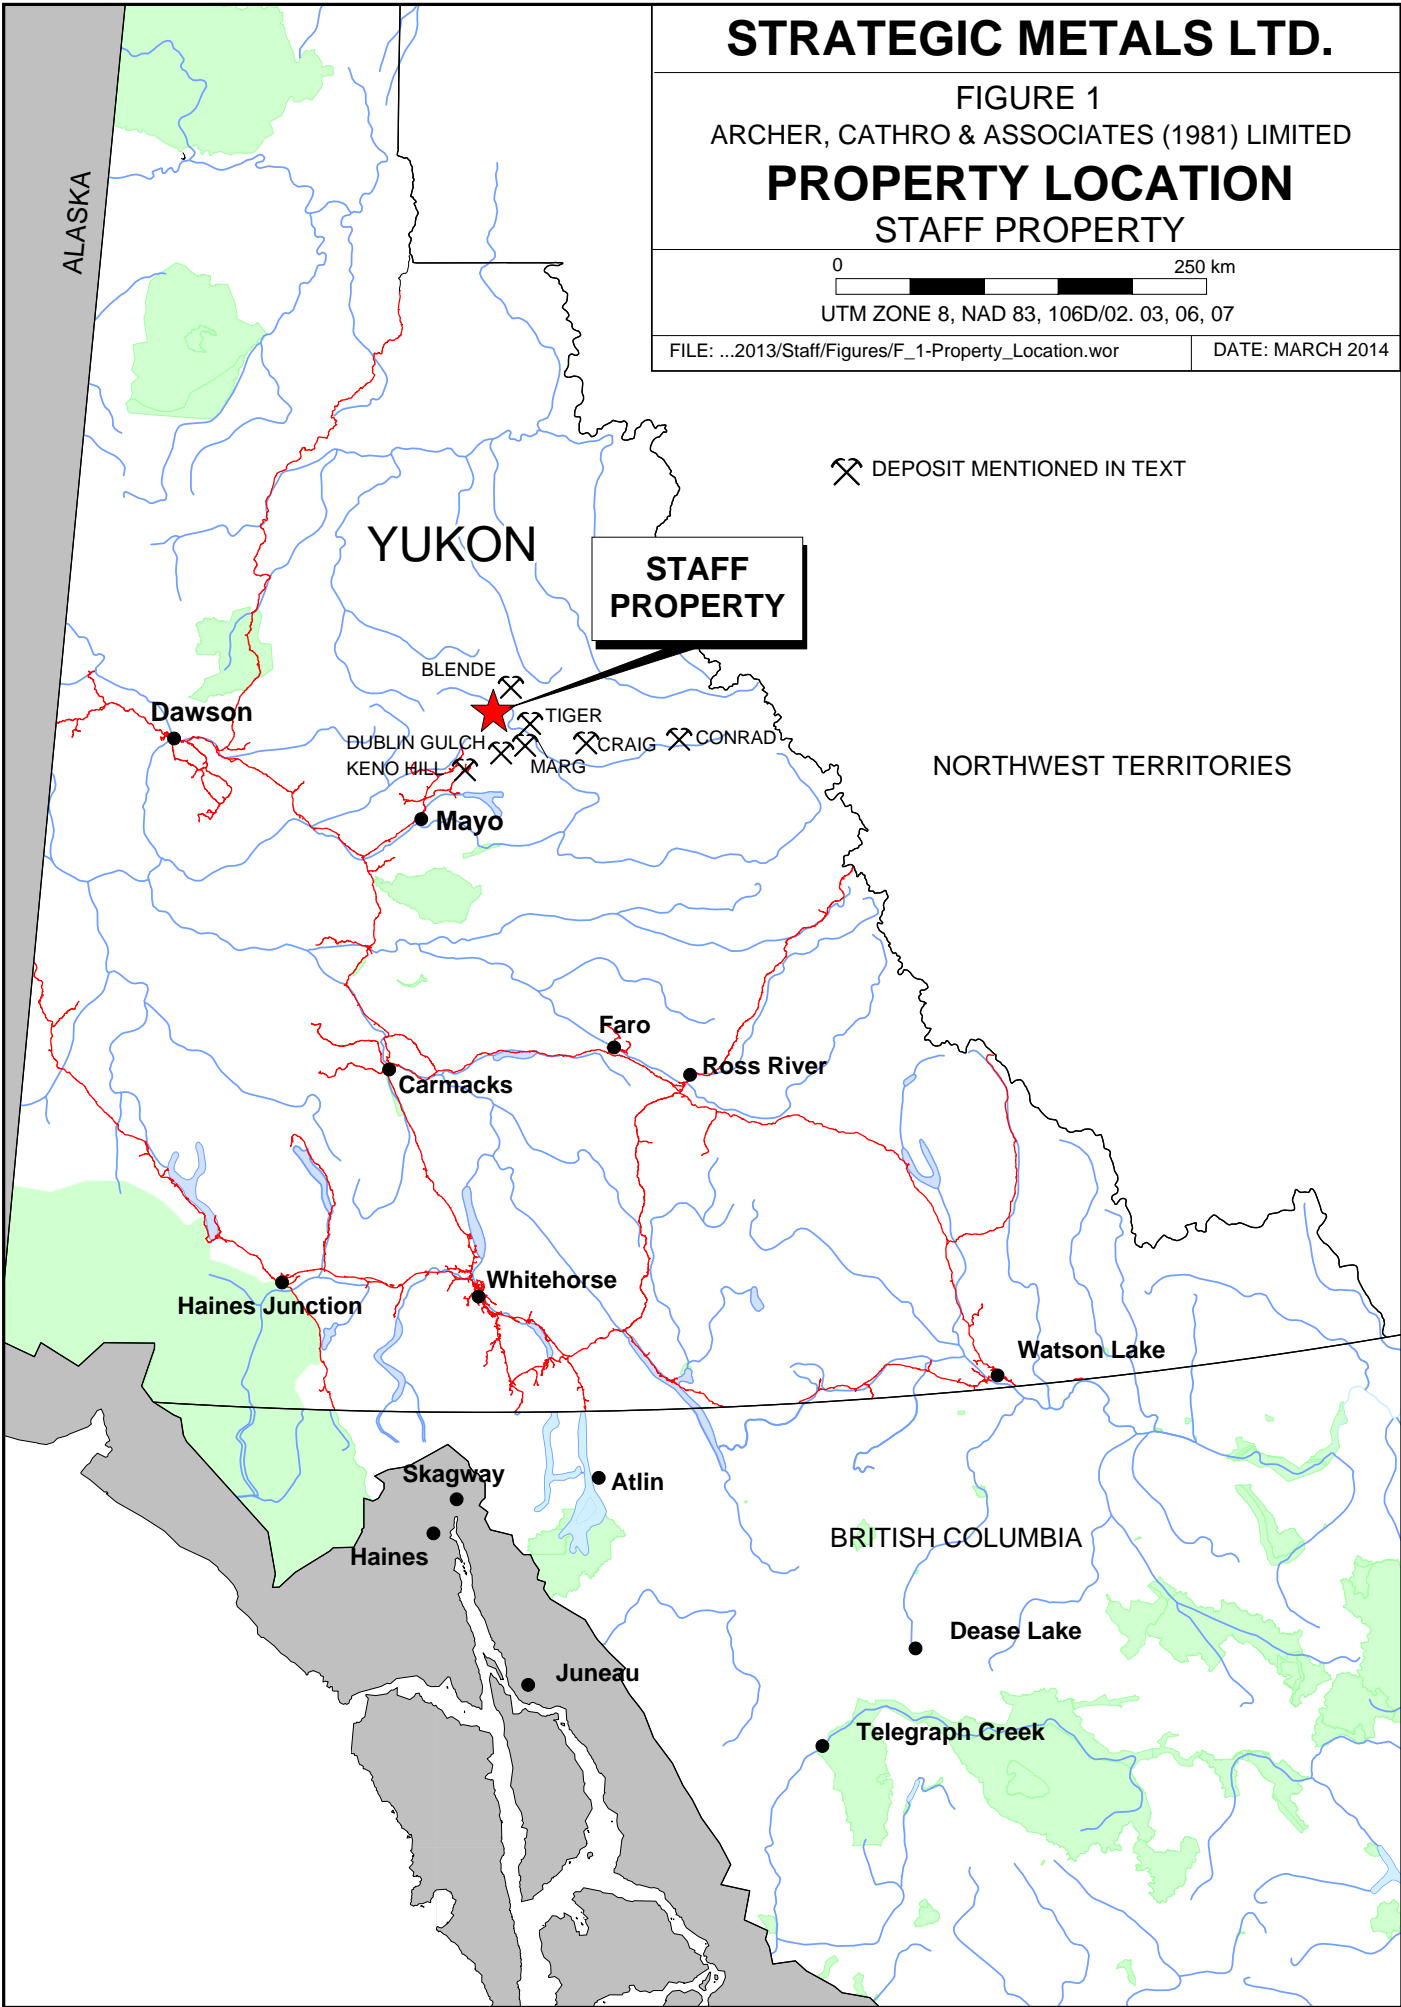 STRATEGIC METALS LTD.
FIGURE 1
ARCHER, CATHRO & ASSOCIATES (1981) LIMITED
PROPERTY LOCATION
STAFF PROPERTY
0 250 km
UTM ZONE 8, NAD 83, 106D/02. 03, 06, 07
FILE: ...2013/Staff/Figures/F_1-Property_Location.wor
DATE: MARCH 2014
ALASKA
DEPOSIT MENTIONED IN TEXT
YUKON
STAFF
PROPERTY
BLENDE
Dawson
TIGER
DUBLIN GULCH
CRAIG
CONRAD
KENO HILL
MARG
NORTHWEST TERRITORIES
Mayo
Faro
Ross River
Carmacks
Whitehorse
Haines Junction
Watson Lake
Skagway
Atlin
BRITISH COLUMBIA
Haines
Dease Lake
Juneau
Telegraph Creek